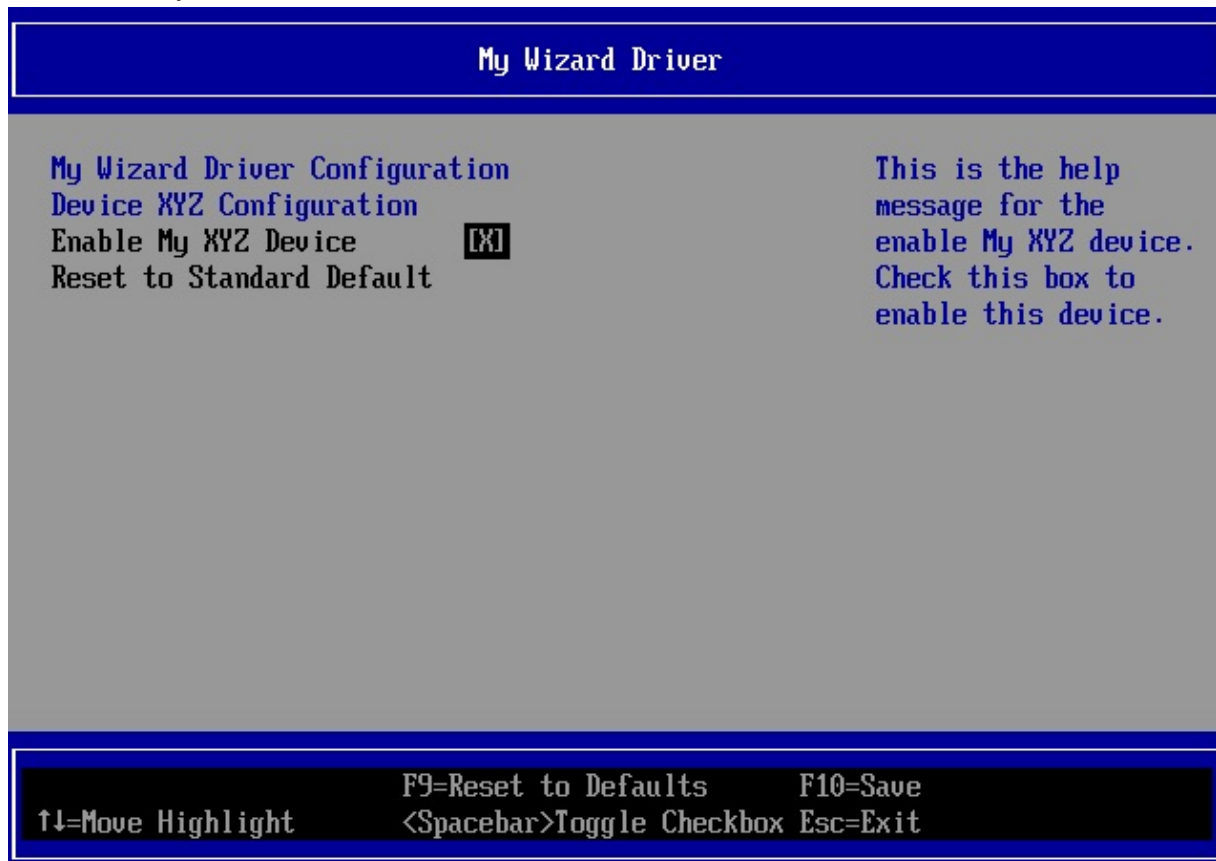 My Wizard Driver
My Wizard Driver Configuration
Device XYZ Configuration
Enable My XYZ Device [X]
Reset to Standard Default
This is the help
message for the
enable My XYZ device.
Check this box to
enable this device.
F9=Reset to Defaults F10=Save
↑↓=Move Highlight <Spacebar>Toggle Checkbox Esc=Exit